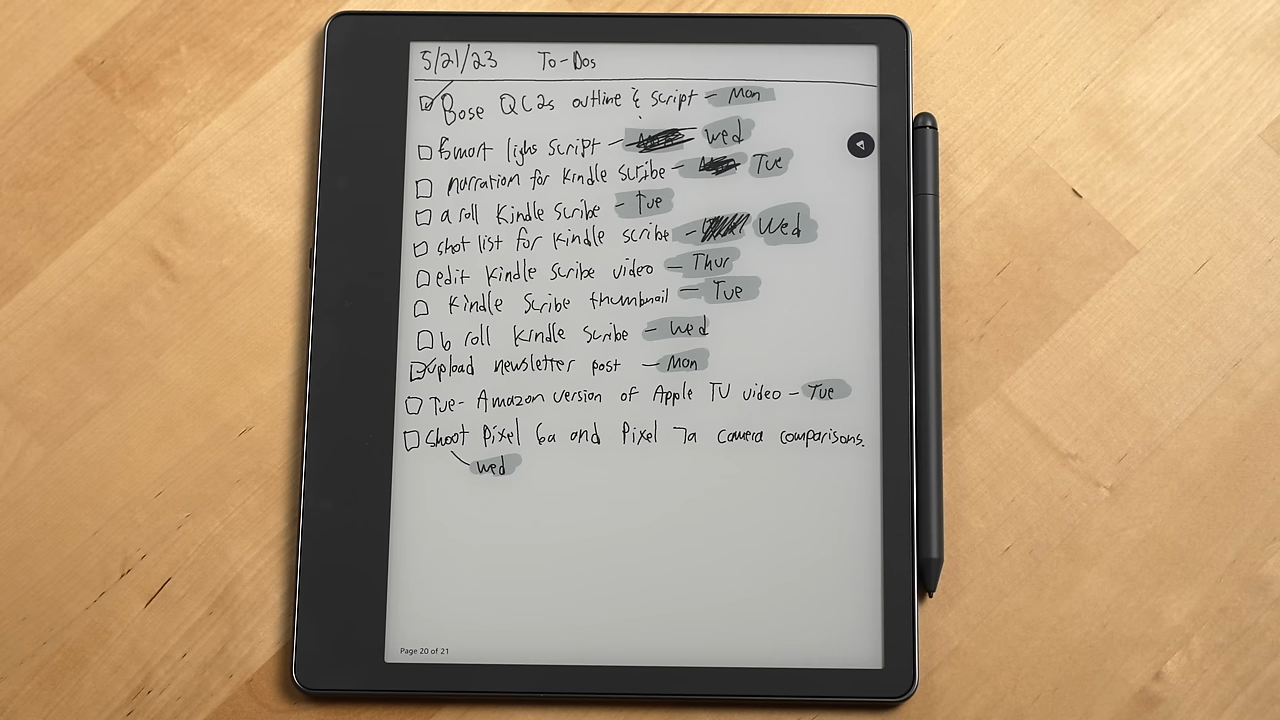 5/21/23 To-Dos
Bose QC2s outline & script - Mon
Smart light script - Wed
narration for Kindle Scribe - Tue
a roll Kindle Scribe - Tue
shot list for Kindle scribe - Wed
edit Kindle Scribe video - Thur
Kindle Scribe thumbnail - Tue
b roll Kindle Scribe - Wed
upload newsletter post - Mon
Tue- Amazon version of Apple TV video - Tue
Shoot Pixel 6a and Pixel 7a camera comparisons.
wed
Page 20 of 21